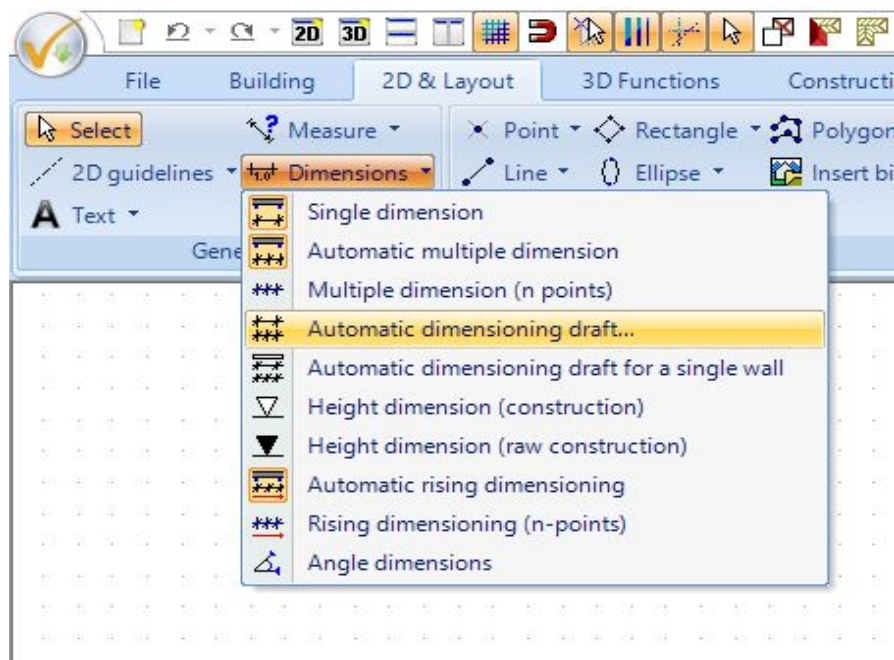 2D 3D
File Building 2D & Layout 3D Functions Constructi
Select Measure Point Rectangle Polygon
2D guidelines Dimensions Line Ellipse Insert bi
Text
Gene
Single dimension
Automatic multiple dimension
Multiple dimension (n points)
Automatic dimensioning draft...
Automatic dimensioning draft for a single wall
Height dimension (construction)
Height dimension (raw construction)
Automatic rising dimensioning
Rising dimensioning (n-points)
Angle dimensions